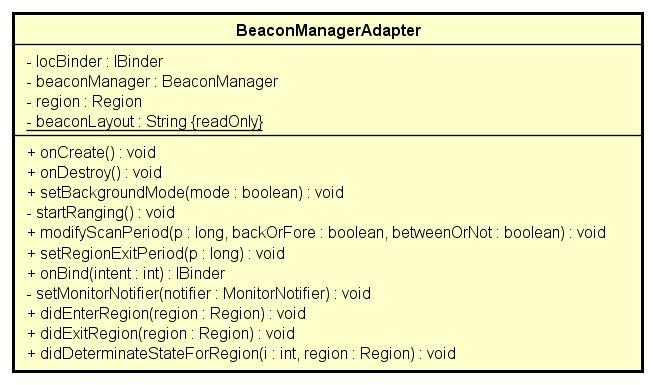 BeaconManagerAdapter
- locBinder : IBinder
- beaconManager : BeaconManager
- region : Region
- beaconLayout : String {readOnly}
+ onCreate() : void
+ onDestroy() : void
+ setBackgroundMode(mode : boolean) : void
- startRanging() : void
+ modifyScanPeriod(p : long, backOrFore : boolean, betweenOrNot : boolean) : void
+ setRegionExitPeriod(p : long) : void
+ onBind(intent : int) : IBinder
- setMonitorNotifier(notifier : MonitorNotifier) : void
+ didEnterRegion(region : Region) : void
+ didExitRegion(region : Region) : void
+ didDeterminateStateForRegion(i : int, region : Region) : void